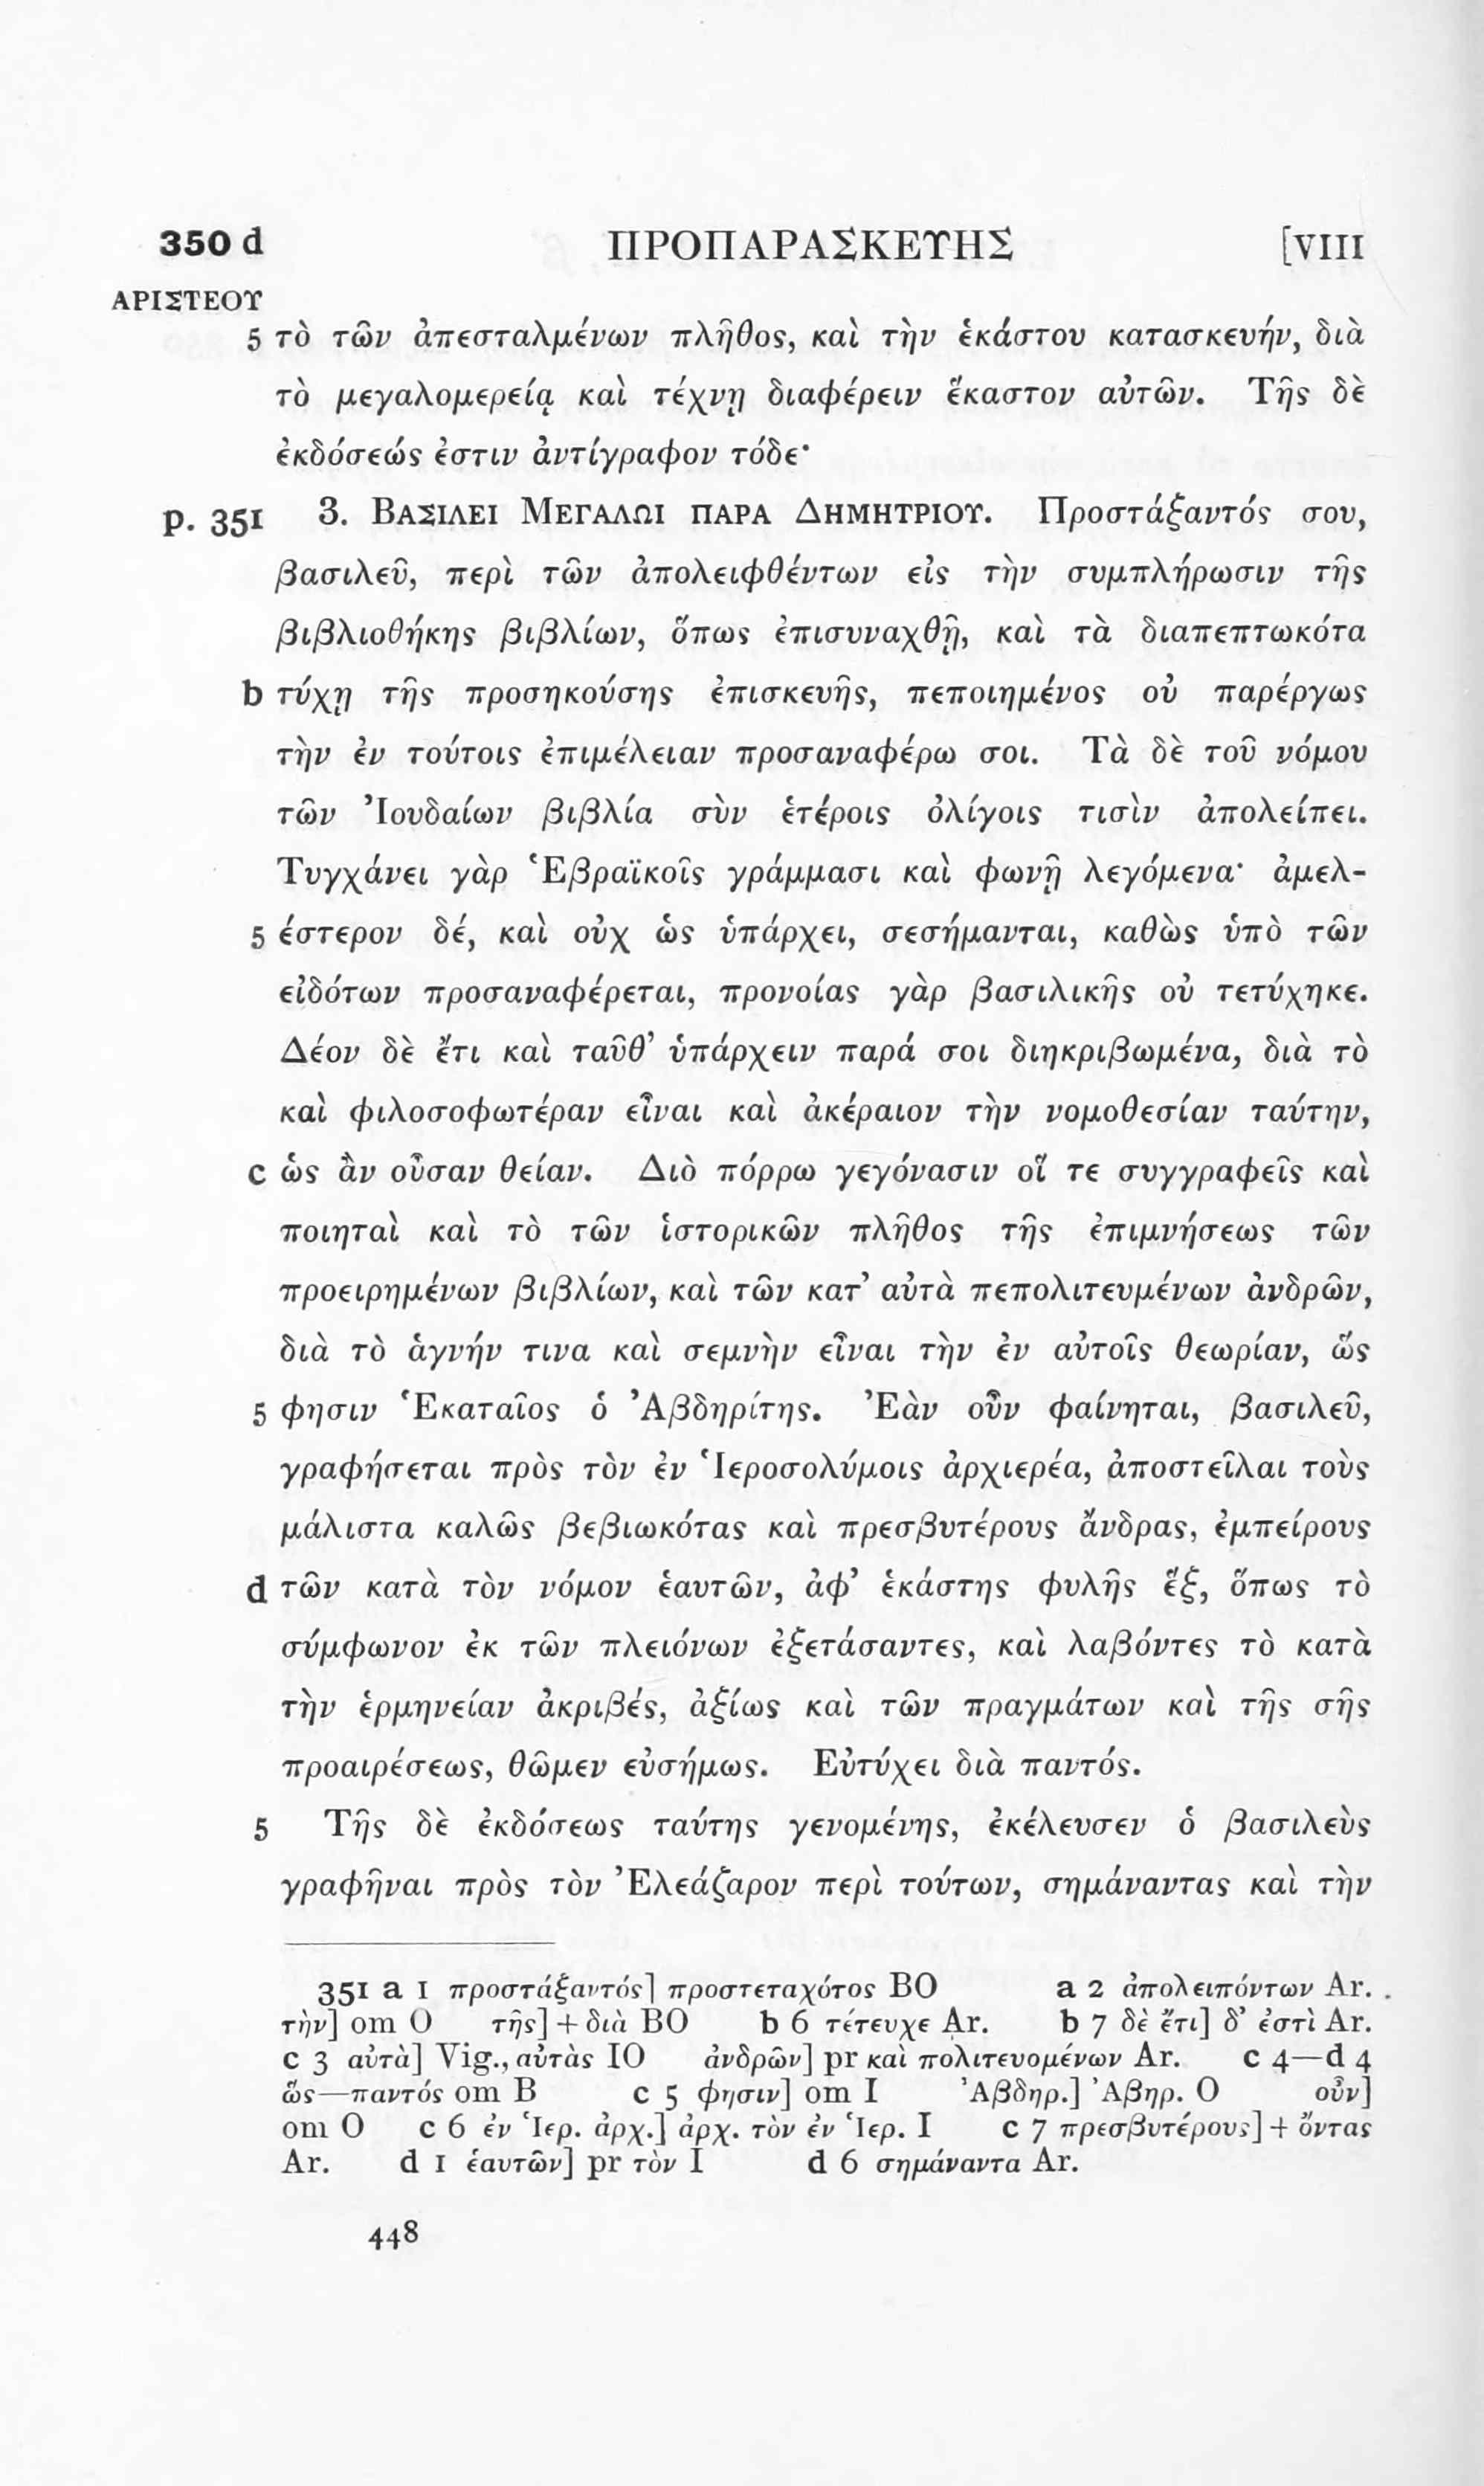 350 d ΠΡΟΠΑΡΑΣΚΕΥΗΣ [VIII
ΑΡΙΣΤΕΟΥ
5 τὸ τῶν ἀπεσταλμένων πλῆθος, καὶ τὴν ἑκάστου κατασκευήν, διὰ
τὸ μεγαλομερείᾳ καὶ τέχνῃ διαφέρειν ἕκαστον αὐτῶν. Τῆς δὲ
ἐκδόσεώς ἐστιν ἀντίγραφον τόδε·
p. 351 3. ΒΑΣΙΛΕΙ ΜΕΓΑΛΩΙ ΠΑΡΑ ΔΗΜΗΤΡΙΟΥ. Προστάξαντός σου,
βασιλεῦ, περὶ τῶν ἀπολειφθέντων εἰς τὴν συμπλήρωσιν τῆς
βιβλιοθήκης βιβλίων, ὅπως ἐπισυναχθῇ, καὶ τὰ διαπεπτωκότα
b τύχῃ τῆς προσηκούσης ἐπισκευῆς, πεποιημένος οὐ παρέργως
τὴν ἐν τούτοις ἐπιμέλειαν προσαναφέρω σοι. Τὰ δὲ τοῦ νόμου
τῶν Ἰουδαίων βιβλία σὺν ἑτέροις ὀλίγοις τισὶν ἀπολείπει.
Τυγχάνει γὰρ Ἑβραϊκοῖς γράμμασι καὶ φωνῇ λεγόμενα· ἀμελ-
5 έστερον δέ, καὶ οὐχ ὡς ὑπάρχει, σεσήμανται, καθὼς ὑπὸ τῶν
εἰδότων προσαναφέρεται, προνοίας γὰρ βασιλικῆς οὐ τετύχηκε.
Δέον δὲ ἔτι καὶ ταῦθ’ ὑπάρχειν παρά σοι διηκριβωμένα, διὰ τὸ
καὶ φιλοσοφωτέραν εἶναι καὶ ἀκέραιον τὴν νομοθεσίαν ταύτην,
c ὡς ἂν οὖσαν θείαν. Διὸ πόρρω γεγόνασιν οἵ τε συγγραφεῖς καὶ
ποιηταὶ καὶ τὸ τῶν ἱστορικῶν πλῆθος τῆς ἐπιμνήσεως τῶν
προειρημένων βιβλίων, καὶ τῶν κατ’ αὐτὰ πεπολιτευμένων ἀνδρῶν,
διὰ τὸ ἁγνήν τινα καὶ σεμνὴν εἶναι τὴν ἐν αὐτοῖς θεωρίαν, ὥς
5 φησιν Ἑκαταῖος ὁ Ἀβδηρίτης. Ἐὰν οὖν φαίνηται, βασιλεῦ,
γραφήσεται πρὸς τὸν ἐν Ἱεροσολύμοις ἀρχιερέα, ἀποστεῖλαι τοὺς
μάλιστα καλῶς βεβιωκότας καὶ πρεσβυτέρους ἄνδρας, ἐμπείρους
d τῶν κατὰ τὸν νόμον ἑαυτῶν, ἀφ’ ἑκάστης φυλῆς ἕξ, ὅπως τὸ
σύμφωνον ἐκ τῶν πλειόνων ἐξετάσαντες, καὶ λαβόντες τὸ κατὰ
τὴν ἑρμηνείαν ἀκριβές, ἀξίως καὶ τῶν πραγμάτων καὶ τῆς σῆς
προαιρέσεως, θῶμεν εὐσήμως. Εὐτύχει διὰ παντός.
5 Τῆς δὲ ἐκδόσεως ταύτης γενομένης, ἐκέλευσεν ὁ βασιλεὺς
γραφῆναι πρὸς τὸν Ἐλεάζαρον περὶ τούτων, σημάναντας καὶ τὴν
351 a 1 προστάξαντός] προστεταχότος BO a 2 ἀπολειπόντων Ar.
τὴν] om O τῆς] + διὰ BO b 6 τέτευχε Ar. b 7 δὲ ἔτι] δ’ ἐστὶ Ar.
c 3 αὐτὰ] Vig., αὐτὰς IO ἀνδρῶν] pr καὶ πολιτευομένων Ar. c 4—d 4
ὥς—παντός om B c 5 φησιν] om I Ἀβδηρ.] Ἀβηρ. O οὖν]
om O c 6 ἐν Ἱερ. ἀρχ.] ἀρχ. τὸν ἐν Ἱερ. I c 7 πρεσβυτέρους] + ὄντας
Ar. d 1 ἑαυτῶν] pr τὸν I d 6 σημάναντα Ar.
448